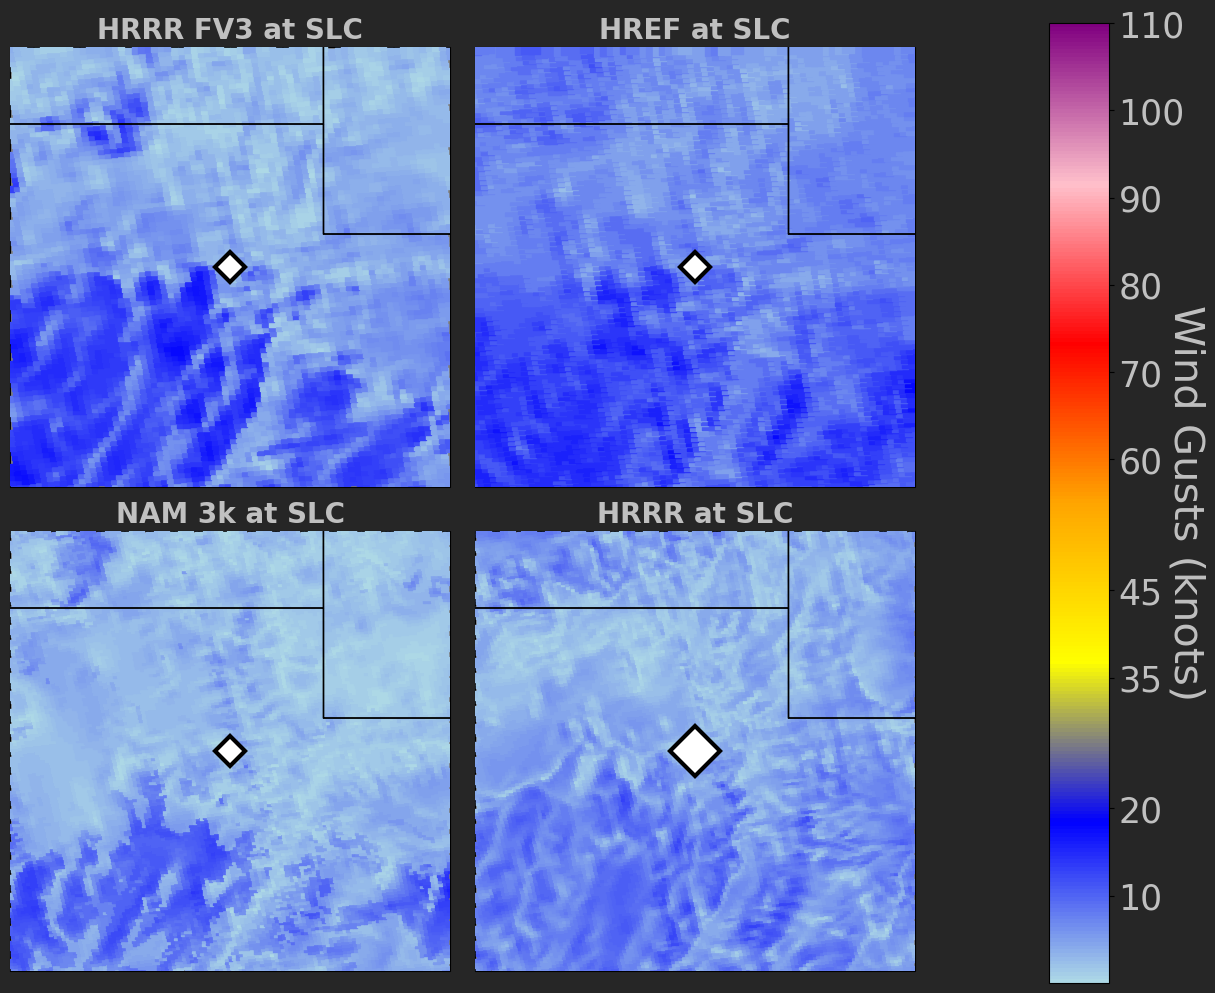 HRRR FV3 at SLC
HREF at SLC
NAM 3k at SLC
HRRR at SLC
110
100
90
80
70
60
45
35
20
10
Wind Gusts (knots)